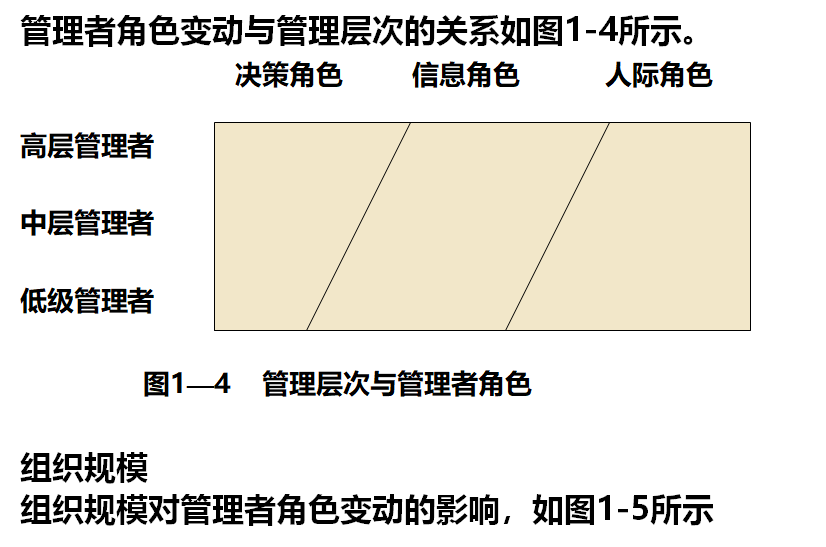 管理者角色变动与管理层次的关系如图1-4所示。
决策角色 信息角色 人际角色
高层管理者
中层管理者
低级管理者
图1—4 管理层次与管理者角色
组织规模
组织规模对管理者角色变动的影响，如图1-5所示